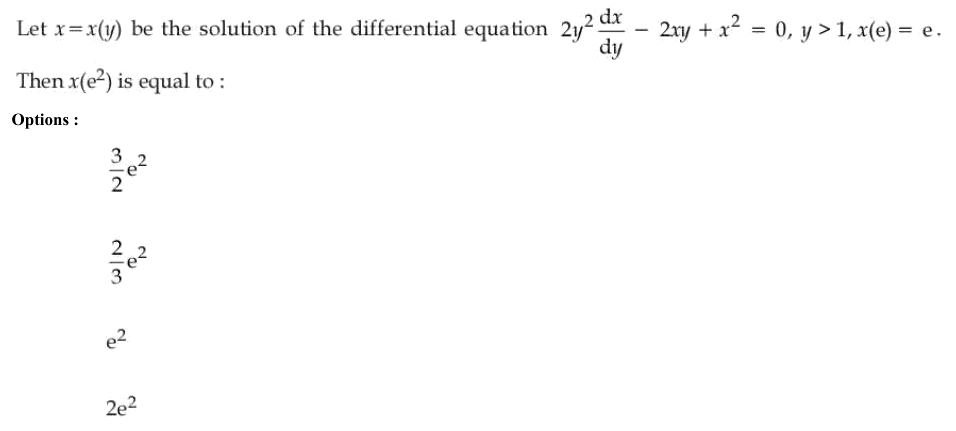 Let x=x(y) be the solution of the differential equation 2y² dx/dy − 2xy + x² = 0, y > 1, x(e) = e.
Then x(e²) is equal to :
Options :
3/2 e²
2/3 e²
e²
2e²